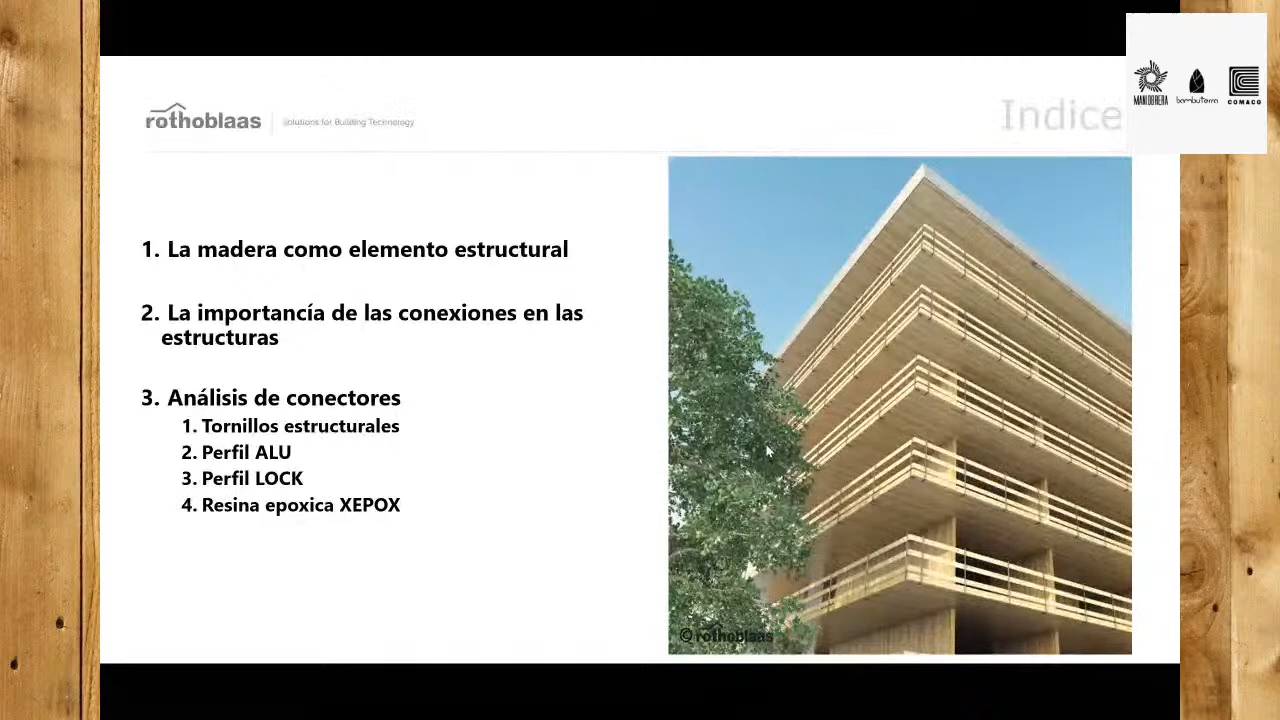 rothoblaas
Solutions for Building Technology
Indice
MANIOBRERA
bambuterra
COMACO
1. La madera como elemento estructural
2. La importancía de las conexiones en las
estructuras
3. Análisis de conectores
1. Tornillos estructurales
2. Perfil ALU
3. Perfil LOCK
4. Resina epoxica XEPOX
© rothoblaas